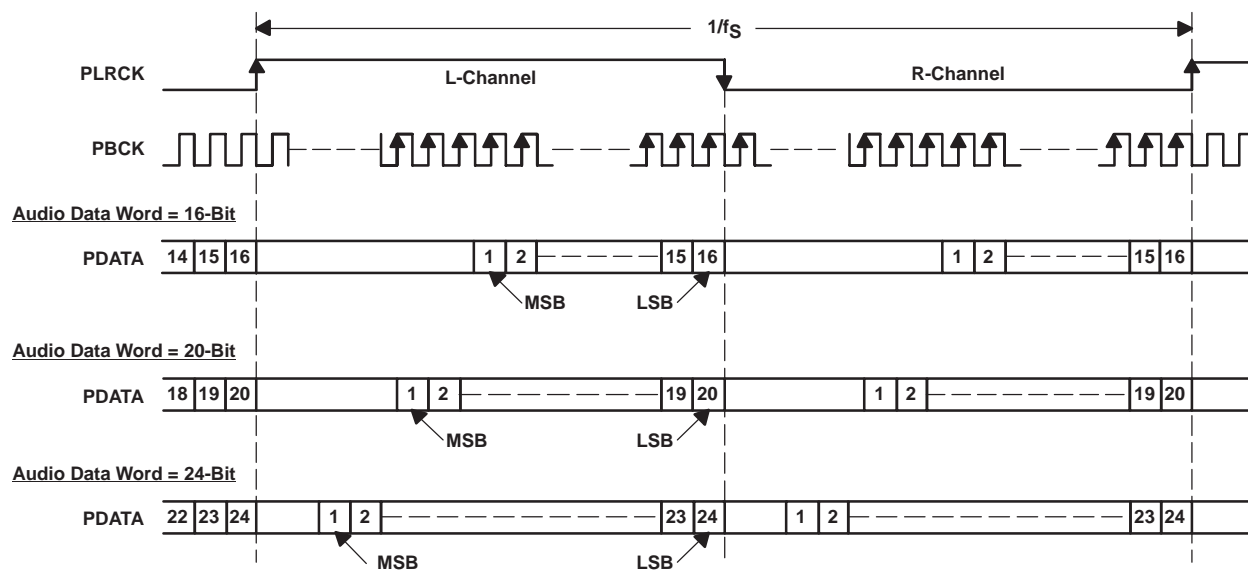 1/fS
PLRCK L-Channel R-Channel
PBCK
Audio Data Word = 16-Bit
PDATA 14 15 16 1 2 15 16 1 2 15 16
MSB LSB
Audio Data Word = 20-Bit
PDATA 18 19 20 1 2 19 20 1 2 19 20
MSB LSB
Audio Data Word = 24-Bit
PDATA 22 23 24 1 2 23 24 1 2 23 24
MSB LSB